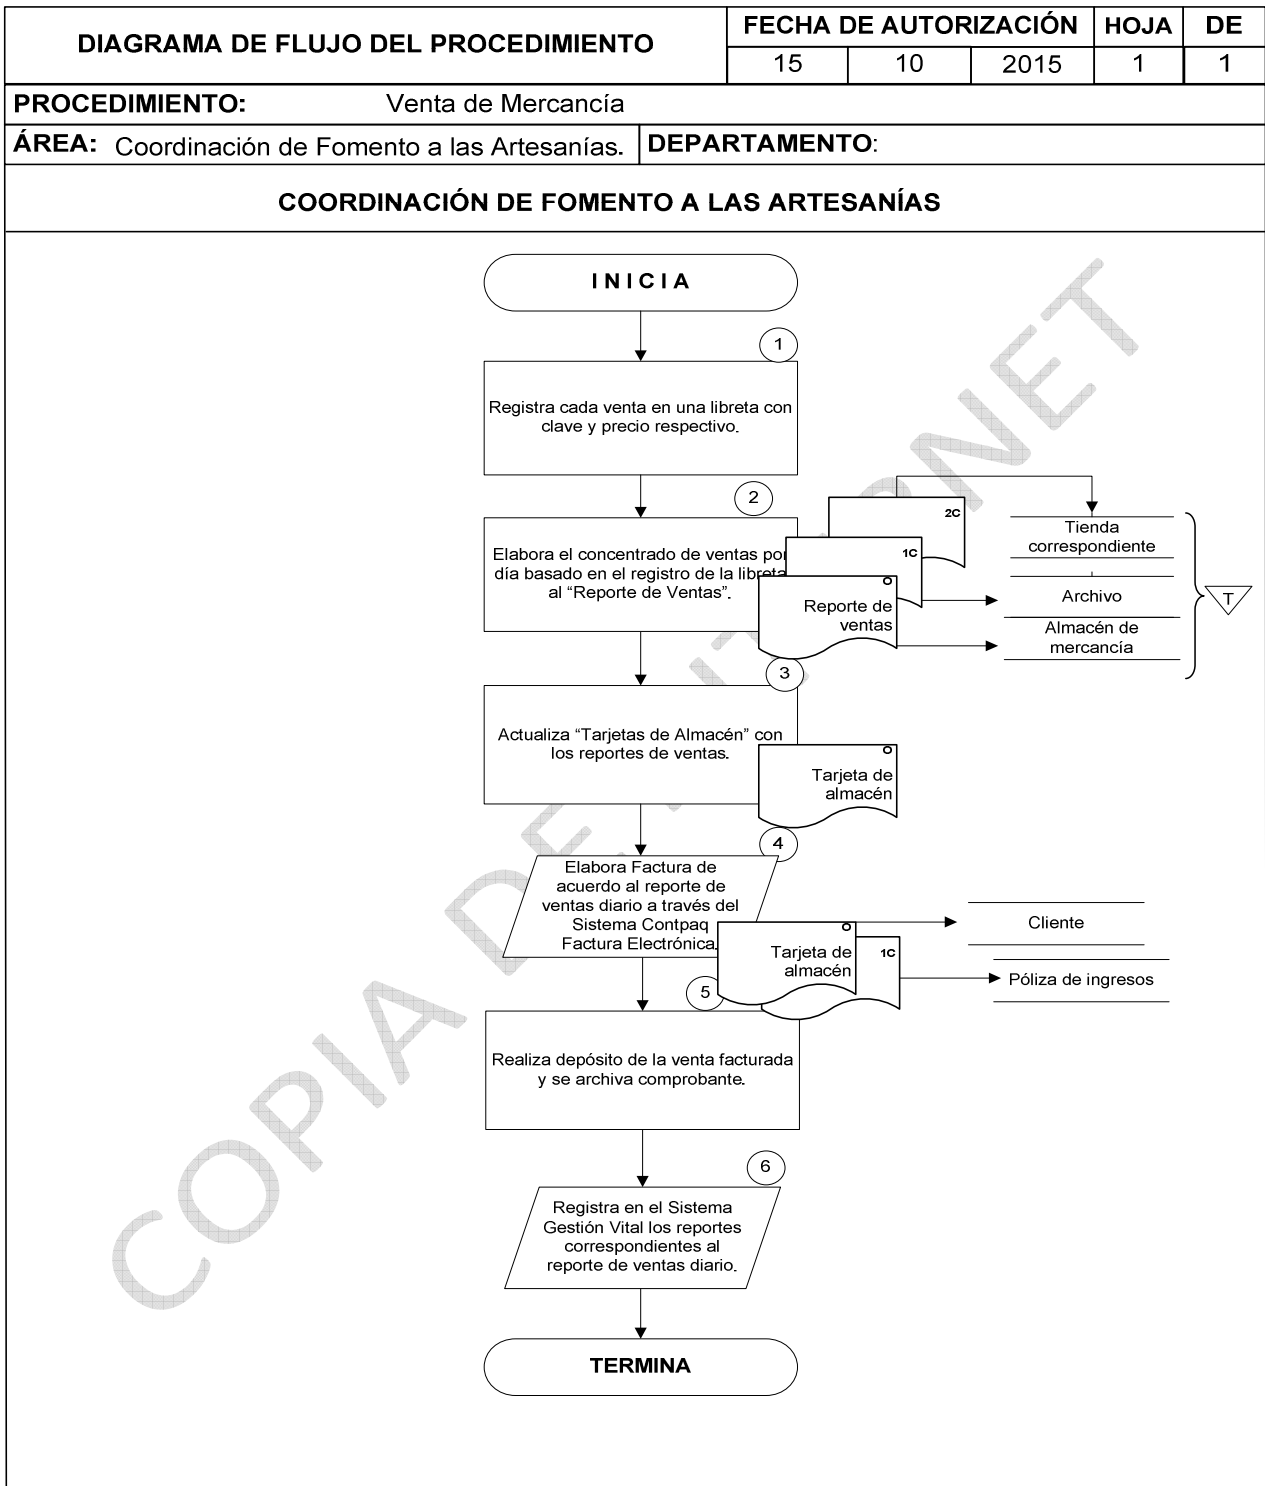 DIAGRAMA DE FLUJO DEL PROCEDIMIENTO
FECHA DE AUTORIZACIÓN HOJA DE
15 10 2015 1 1
PROCEDIMIENTO: Venta de Mercancía
ÁREA: Coordinación de Fomento a las Artesanías. DEPARTAMENTO:
COORDINACIÓN DE FOMENTO A LAS ARTESANÍAS
INICIA
1
Registra cada venta en una libreta con
clave y precio respectivo.
2
Elabora el concentrado de ventas por
día basado en el registro de la libreta
al “Reporte de Ventas”.
2C
1C
O
Reporte de
ventas
Tienda
correspondiente
Archivo
Almacén de
mercancía
T
3
Actualiza “Tarjetas de Almacén” con
los reportes de ventas.
O
Tarjeta de
almacén
4
Elabora Factura de
acuerdo al reporte de
ventas diario a través del
Sistema Contpaq
Factura Electrónica.
O
Tarjeta de
almacén
1C
Cliente
Póliza de ingresos
5
Realiza depósito de la venta facturada
y se archiva comprobante.
6
Registra en el Sistema
Gestión Vital los reportes
correspondientes al
reporte de ventas diario.
TERMINA
COPIA DE INTERNET